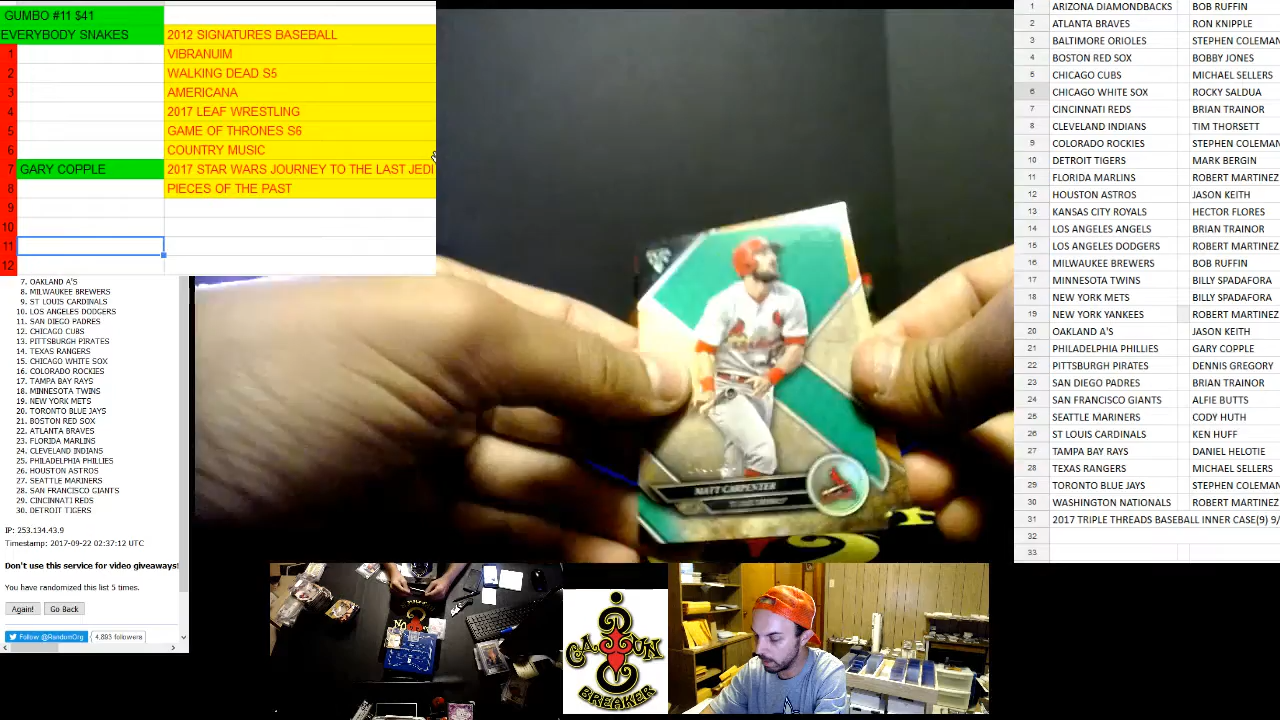 GUMBO #11 $41
EVERYBODY SNAKES
2012 SIGNATURES BASEBALL
1 VIBRANUIM
2 WALKING DEAD S5
3 AMERICANA
4 2017 LEAF WRESTLING
5 GAME OF THRONES S6
6 COUNTRY MUSIC
7 GARY COPPLE 2017 STAR WARS JOURNEY TO THE LAST JEDI
8 PIECES OF THE PAST
9
10
11
12
7. OAKLAND A'S
8. MILWAUKEE BREWERS
9. ST LOUIS CARDINALS
10. LOS ANGELES DODGERS
11. SAN DIEGO PADRES
12. CHICAGO CUBS
13. PITTSBURGH PIRATES
14. TEXAS RANGERS
15. CHICAGO WHITE SOX
16. COLORADO ROCKIES
17. TAMPA BAY RAYS
18. MINNESOTA TWINS
19. NEW YORK METS
20. TORONTO BLUE JAYS
21. BOSTON RED SOX
22. ATLANTA BRAVES
23. FLORIDA MARLINS
24. CLEVELAND INDIANS
25. PHILADELPHIA PHILLIES
26. HOUSTON ASTROS
27. SEATTLE MARINERS
28. SAN FRANCISCO GIANTS
29. CINCINNATI REDS
30. DETROIT TIGERS
IP: 253.134.43.9
Timestamp: 2017-09-22 02:37:12 UTC
Don't use this service for video giveaways!
You have randomized this list 5 times.
Again! Go Back
Follow @RandomOrg 4,893 followers
MATT CARPENTER
CAJUN
BREAKER
1 ARIZONA DIAMONDBACKS BOB RUFFIN
2 ATLANTA BRAVES RON KNIPPLE
3 BALTIMORE ORIOLES STEPHEN COLEMAN
4 BOSTON RED SOX BOBBY JONES
5 CHICAGO CUBS MICHAEL SELLERS
6 CHICAGO WHITE SOX ROCKY SALDUA
7 CINCINNATI REDS BRIAN TRAINOR
8 CLEVELAND INDIANS TIM THORSETT
9 COLORADO ROCKIES STEPHEN COLEMAN
10 DETROIT TIGERS MARK BERGIN
11 FLORIDA MARLINS ROBERT MARTINEZ
12 HOUSTON ASTROS JASON KEITH
13 KANSAS CITY ROYALS HECTOR FLORES
14 LOS ANGELES ANGELS BRIAN TRAINOR
15 LOS ANGELES DODGERS ROBERT MARTINEZ
16 MILWAUKEE BREWERS BOB RUFFIN
17 MINNESOTA TWINS BILLY SPADAFORA
18 NEW YORK METS BILLY SPADAFORA
19 NEW YORK YANKEES ROBERT MARTINEZ
20 OAKLAND A'S JASON KEITH
21 PHILADELPHIA PHILLIES GARY COPPLE
22 PITTSBURGH PIRATES DENNIS GREGORY
23 SAN DIEGO PADRES BRIAN TRAINOR
24 SAN FRANCISCO GIANTS ALFIE BUTTS
25 SEATTLE MARINERS CODY HUTH
26 ST LOUIS CARDINALS KEN HUFF
27 TAMPA BAY RAYS DANIEL HELOTIE
28 TEXAS RANGERS MICHAEL SELLERS
29 TORONTO BLUE JAYS STEPHEN COLEMAN
30 WASHINGTON NATIONALS ROBERT MARTINEZ
31 2017 TRIPLE THREADS BASEBALL INNER CASE(9) 9/
32
33